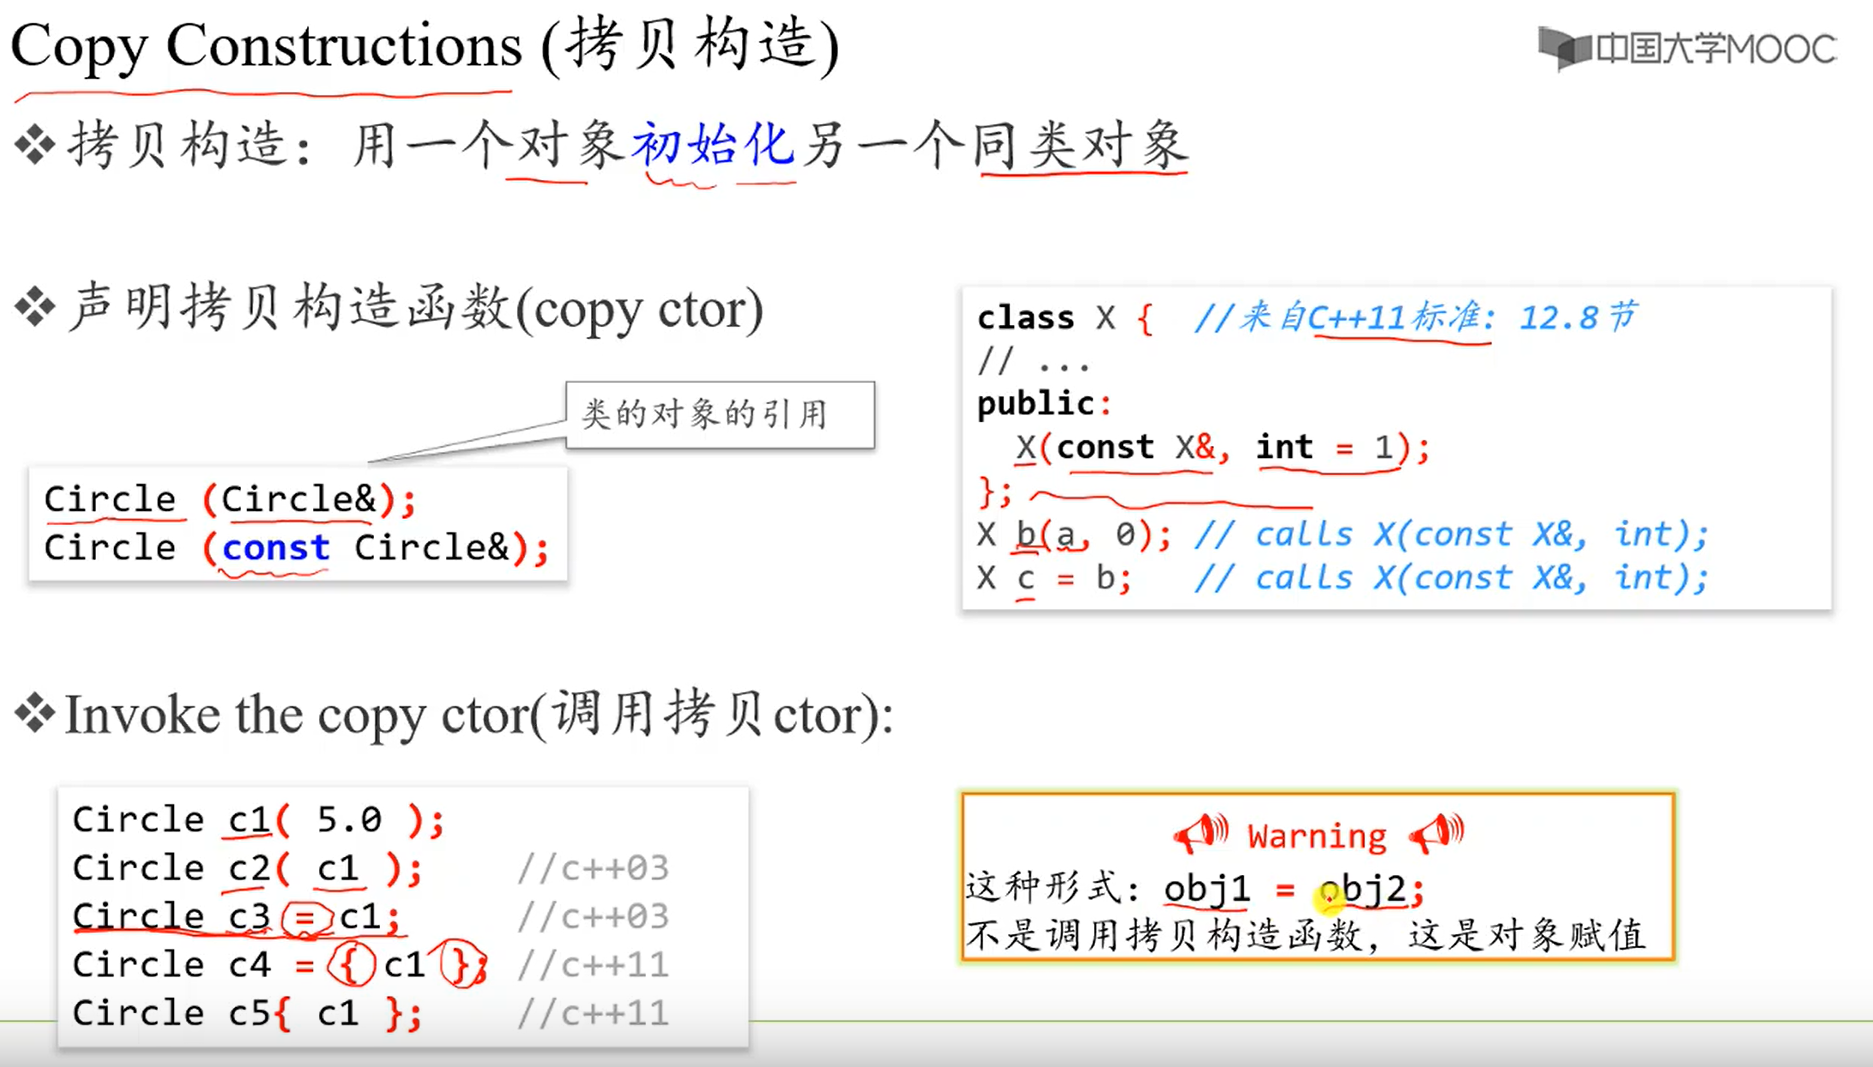 Copy Constructions (拷贝构造)
中国大学MOOC
❖拷贝构造：用一个对象初始化另一个同类对象
❖声明拷贝构造函数(copy ctor)
类的对象的引用
Circle (Circle&);
Circle (const Circle&);
class X { //来自C++11标准: 12.8节
// ...
public:
X(const X&, int = 1);
};
X b(a, 0); // calls X(const X&, int);
X c = b; // calls X(const X&, int);
❖Invoke the copy ctor(调用拷贝ctor):
Circle c1( 5.0 );
Circle c2( c1 ); //c++03
Circle c3 = c1; //c++03
Circle c4 = { c1 }; //c++11
Circle c5{ c1 }; //c++11
Warning
这种形式：obj1 = obj2;
不是调用拷贝构造函数，这是对象赋值